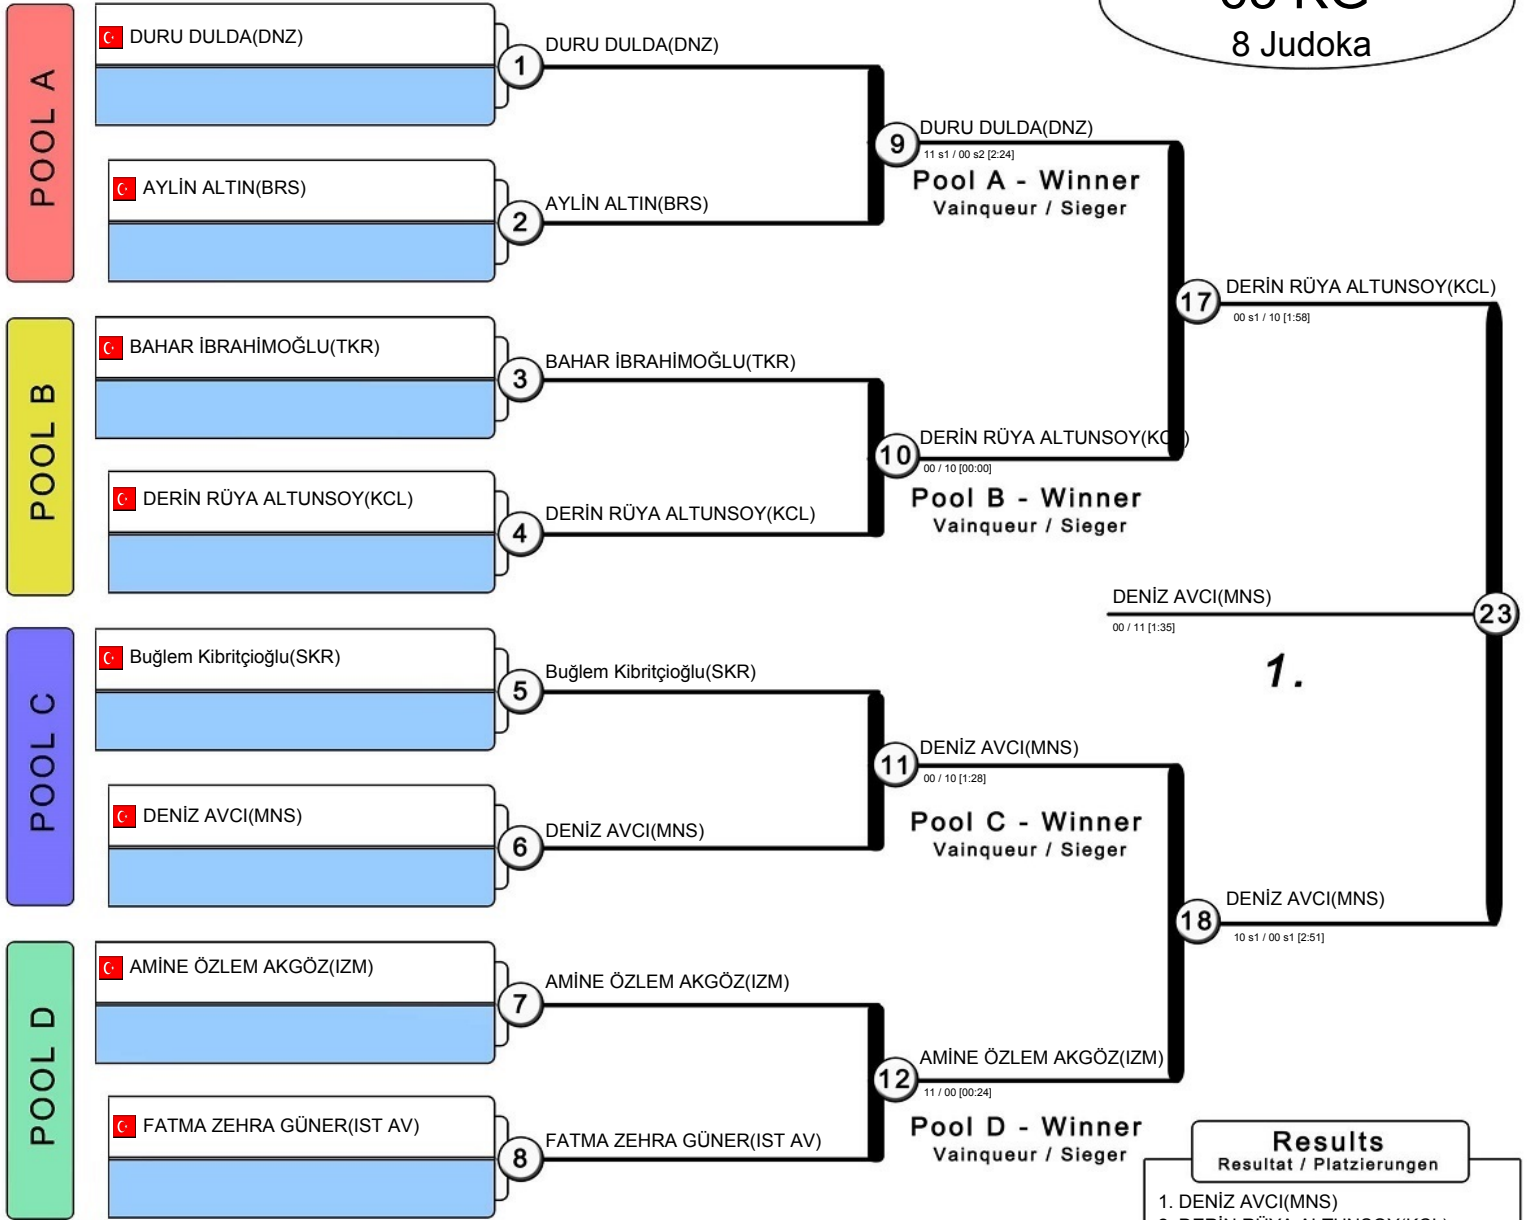 8 Judoka
POOL A
DURU DULDA(DNZ)
1
DURU DULDA(DNZ)
AYLİN ALTIN(BRS)
2
AYLİN ALTIN(BRS)
9
DURU DULDA(DNZ)
11 s1 / 00 s2 [2:24]
Pool A - Winner
Vainqueur / Sieger
POOL B
BAHAR İBRAHİMOĞLU(TKR)
3
BAHAR İBRAHİMOĞLU(TKR)
DERİN RÜYA ALTUNSOY(KCL)
4
DERİN RÜYA ALTUNSOY(KCL)
10
DERİN RÜYA ALTUNSOY(KCL)
00 / 10 [00:00]
Pool B - Winner
Vainqueur / Sieger
17
DERİN RÜYA ALTUNSOY(KCL)
00 s1 / 10 [1:58]
POOL C
Buğlem Kibritçioğlu(SKR)
5
Buğlem Kibritçioğlu(SKR)
DENİZ AVCI(MNS)
6
DENİZ AVCI(MNS)
11
DENİZ AVCI(MNS)
00 / 10 [1:28]
Pool C - Winner
Vainqueur / Sieger
POOL D
AMİNE ÖZLEM AKGÖZ(IZM)
7
AMİNE ÖZLEM AKGÖZ(IZM)
FATMA ZEHRA GÜNER(IST AV)
8
FATMA ZEHRA GÜNER(IST AV)
12
AMİNE ÖZLEM AKGÖZ(IZM)
11 / 00 [00:24]
Pool D - Winner
Vainqueur / Sieger
18
DENİZ AVCI(MNS)
10 s1 / 00 s1 [2:51]
23
DENİZ AVCI(MNS)
00 / 11 [1:35]
1.
Results
Resultat / Platzierungen
1. DENİZ AVCI(MNS)